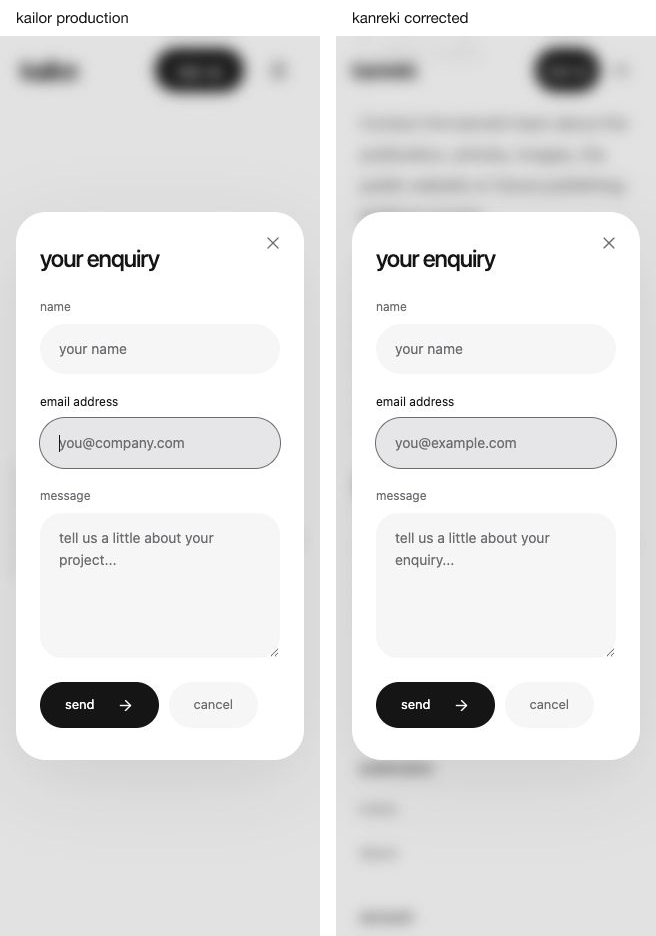 kailor production
your enquiry
name
your name
email address
you@company.com
message
tell us a little about your
project...
send
cancel
kanreki corrected
your enquiry
name
your name
email address
you@example.com
message
tell us a little about your
enquiry...
send
cancel